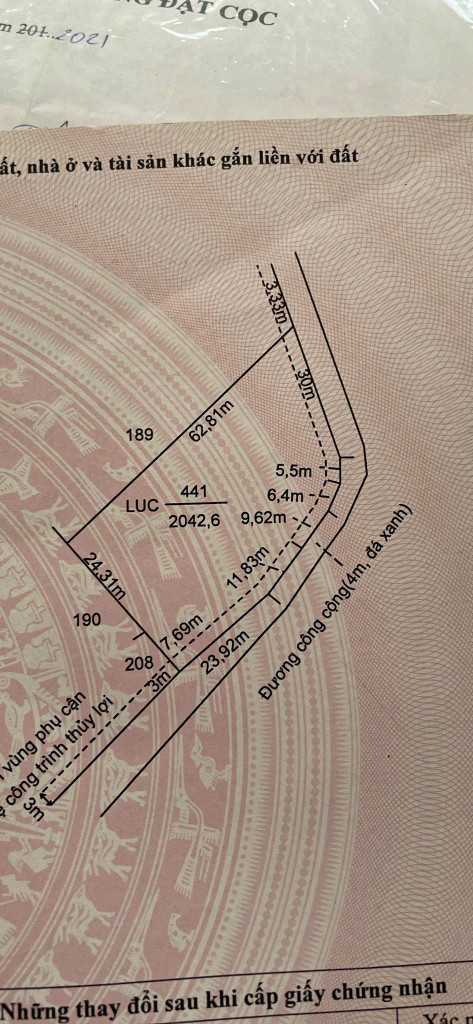 ĐẶT CỌC
201..2021
ất, nhà ở và tài sản khác gắn liền với đất
3,33m
30m
189
62,81m
5,5m
6,4m
9,62m
LUC 441
2042,6
24,31m
11,83m
190
7,69m
208
23,92m
3m
Đương công cộng(4m, đá xanh)
vùng phụ cận
công trình thủy lợi
3m
Những thay đổi sau khi cấp giấy chứng nhận
Xác